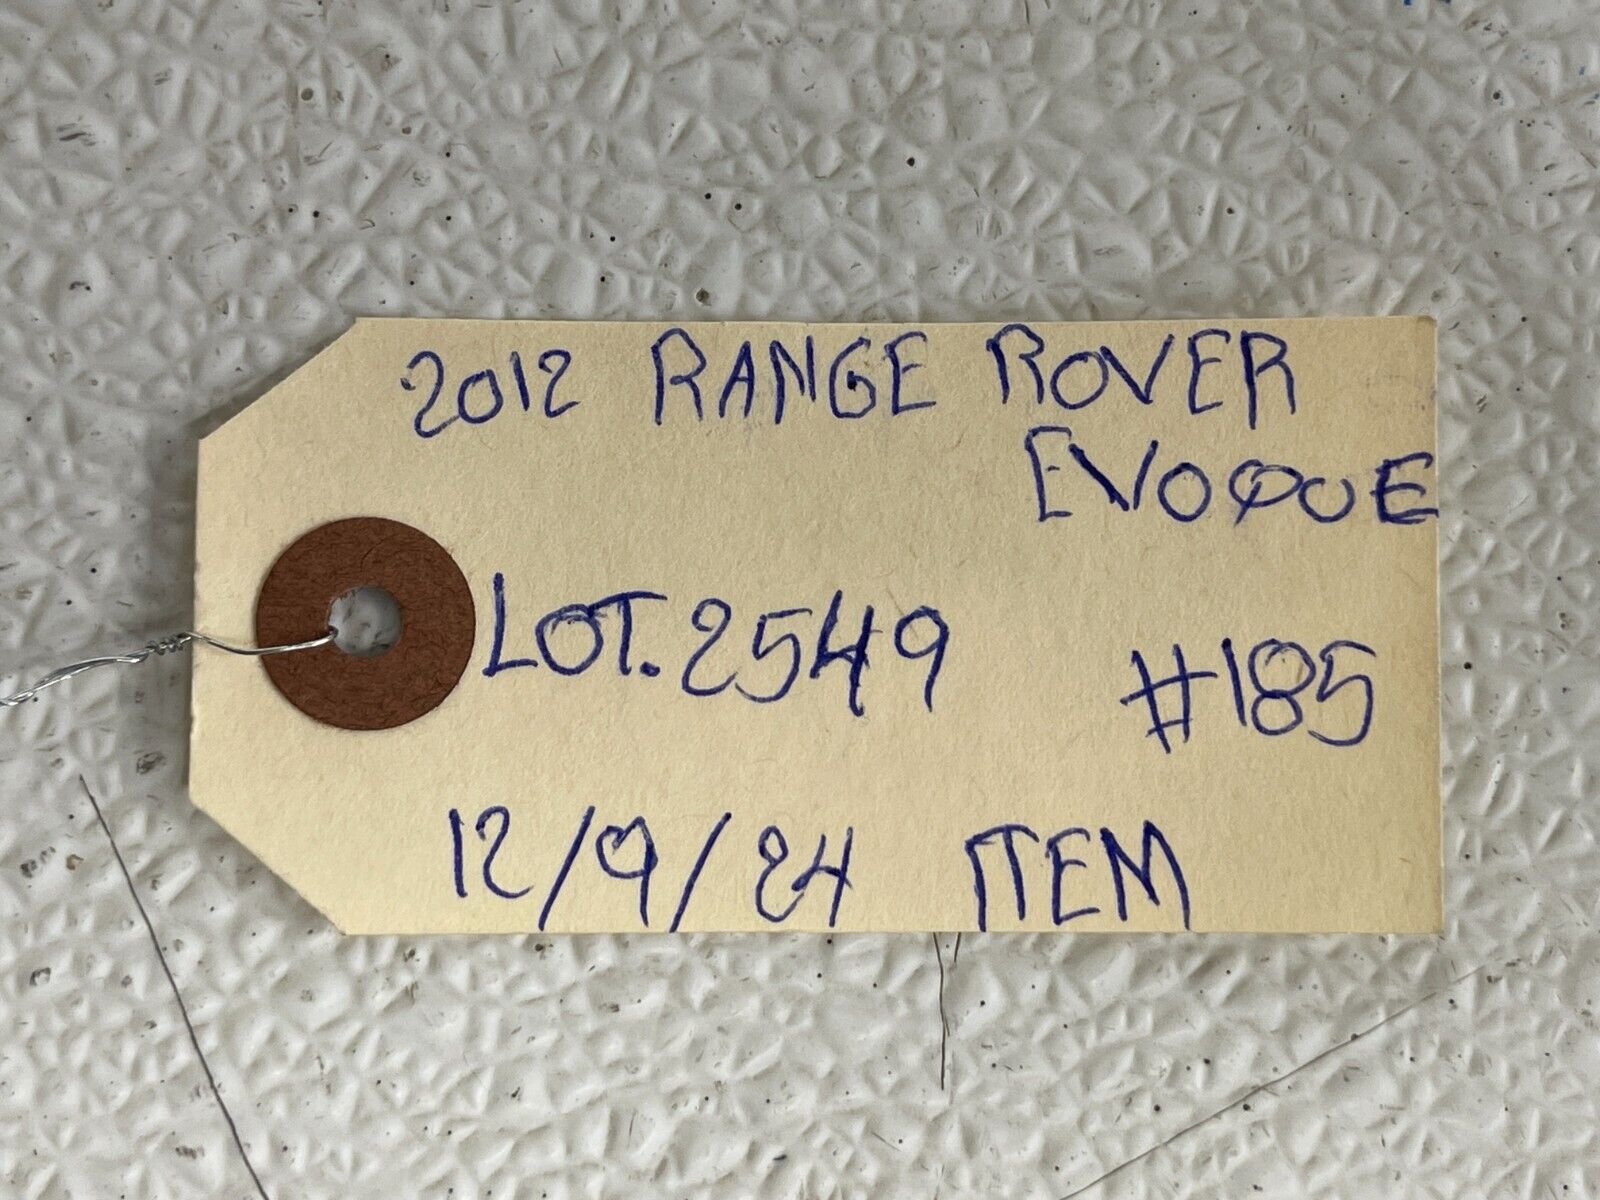 2012 RANGE ROVER
EVOQUE
LOT. 2549 #185
12/9/24 ITEM